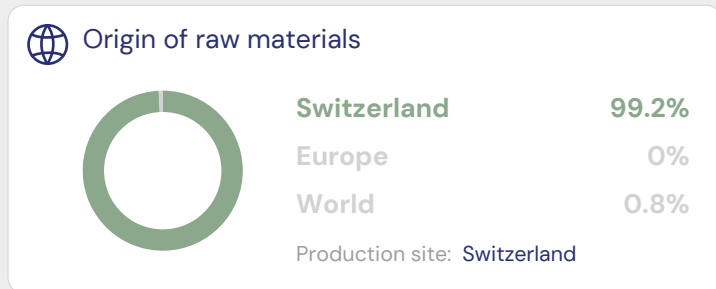 Origin of raw materials
Switzerland 99.2%
Europe 0%
World 0.8%
Production site: Switzerland